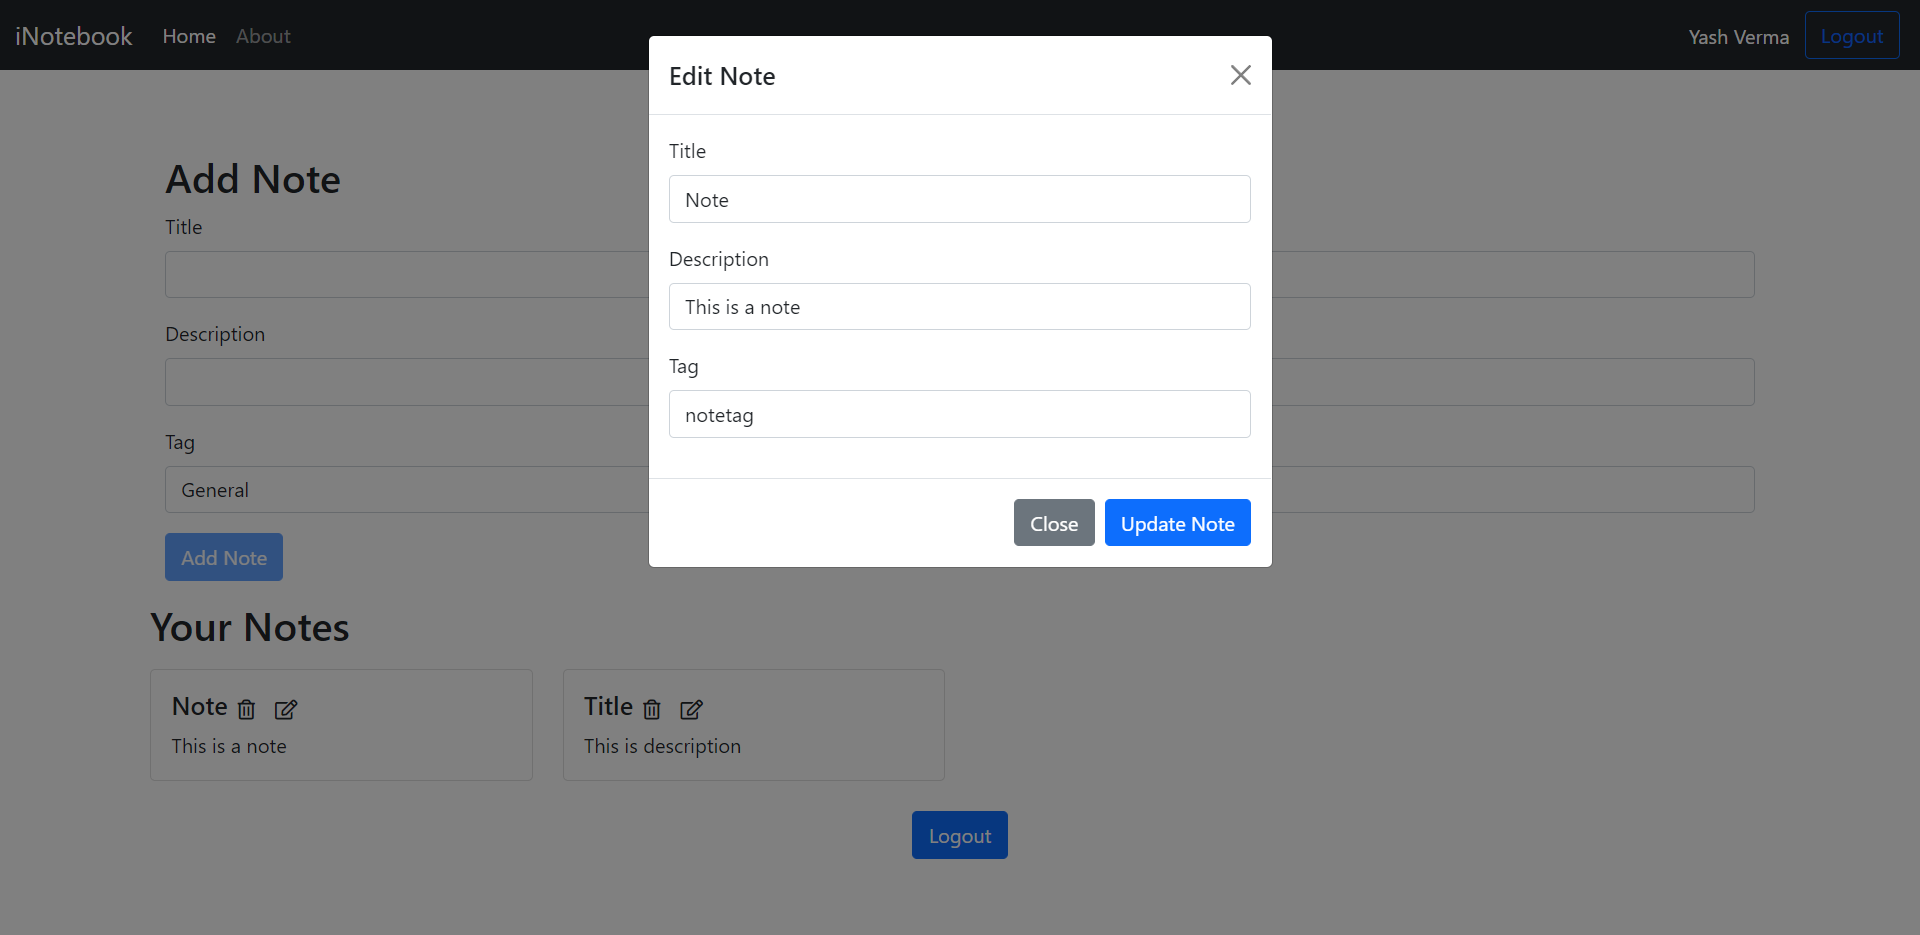 iNotebook Home About Yash Verma Logout
Edit Note
Title
Note
Description
This is a note
Tag
notetag
Close Update Note
Add Note
Title
Description
Tag
General
Add Note
Your Notes
Note
This is a note
Title
This is description
Logout